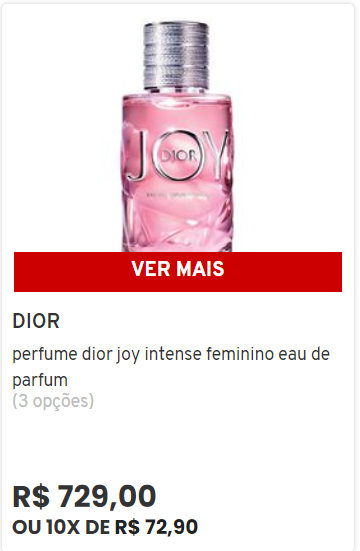 JOY
DIOR
VER MAIS
DIOR
perfume dior joy intense feminino eau de
parfum
(3 opções)
R$ 729,00
OU 10X DE R$ 72,90